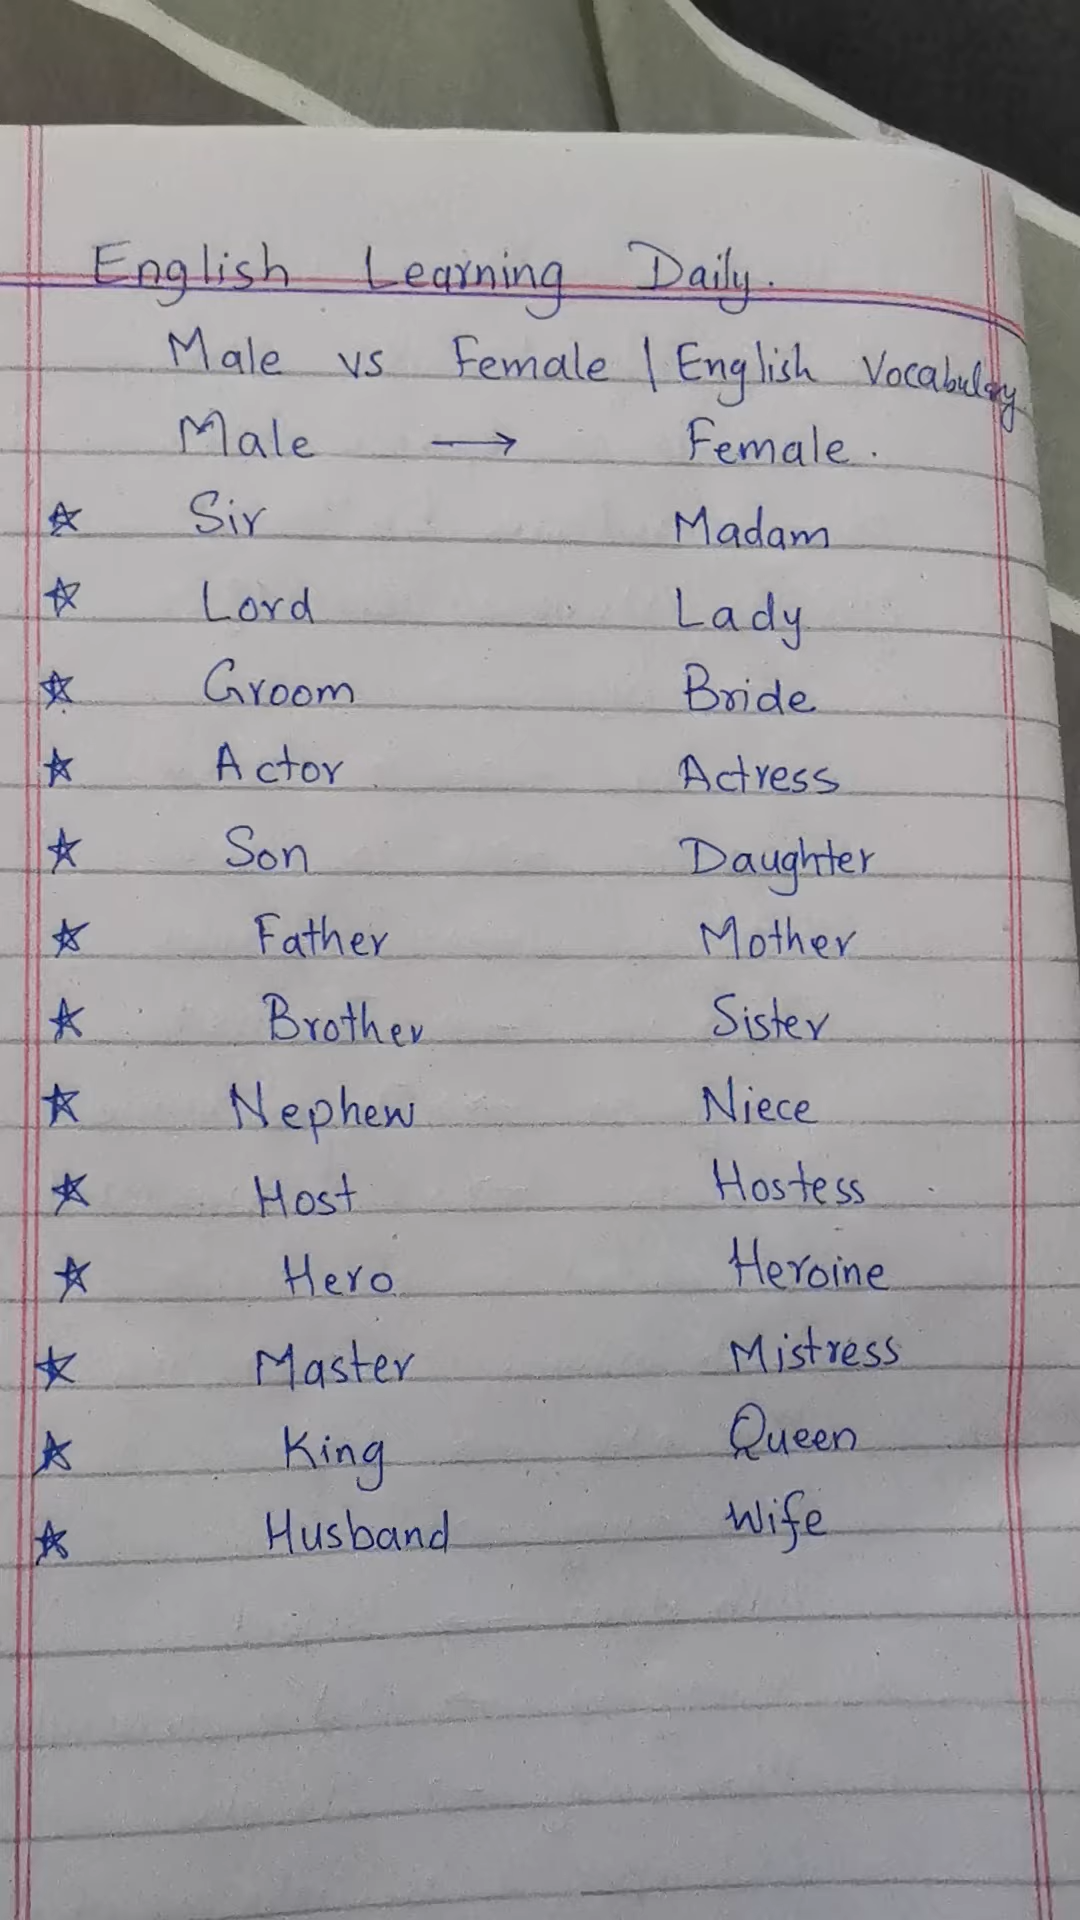 English Learning Daily.
Male vs Female | English Vocabulary
Male → Female.
☆ Sir Madam
☆ Lord Lady
☆ Groom Bride
☆ Actor Actress
☆ Son Daughter
☆ Father Mother
☆ Brother Sister
☆ Nephew Niece
☆ Host Hostess
☆ Hero Heroine
☆ Master Mistress
☆ King Queen
☆ Husband Wife